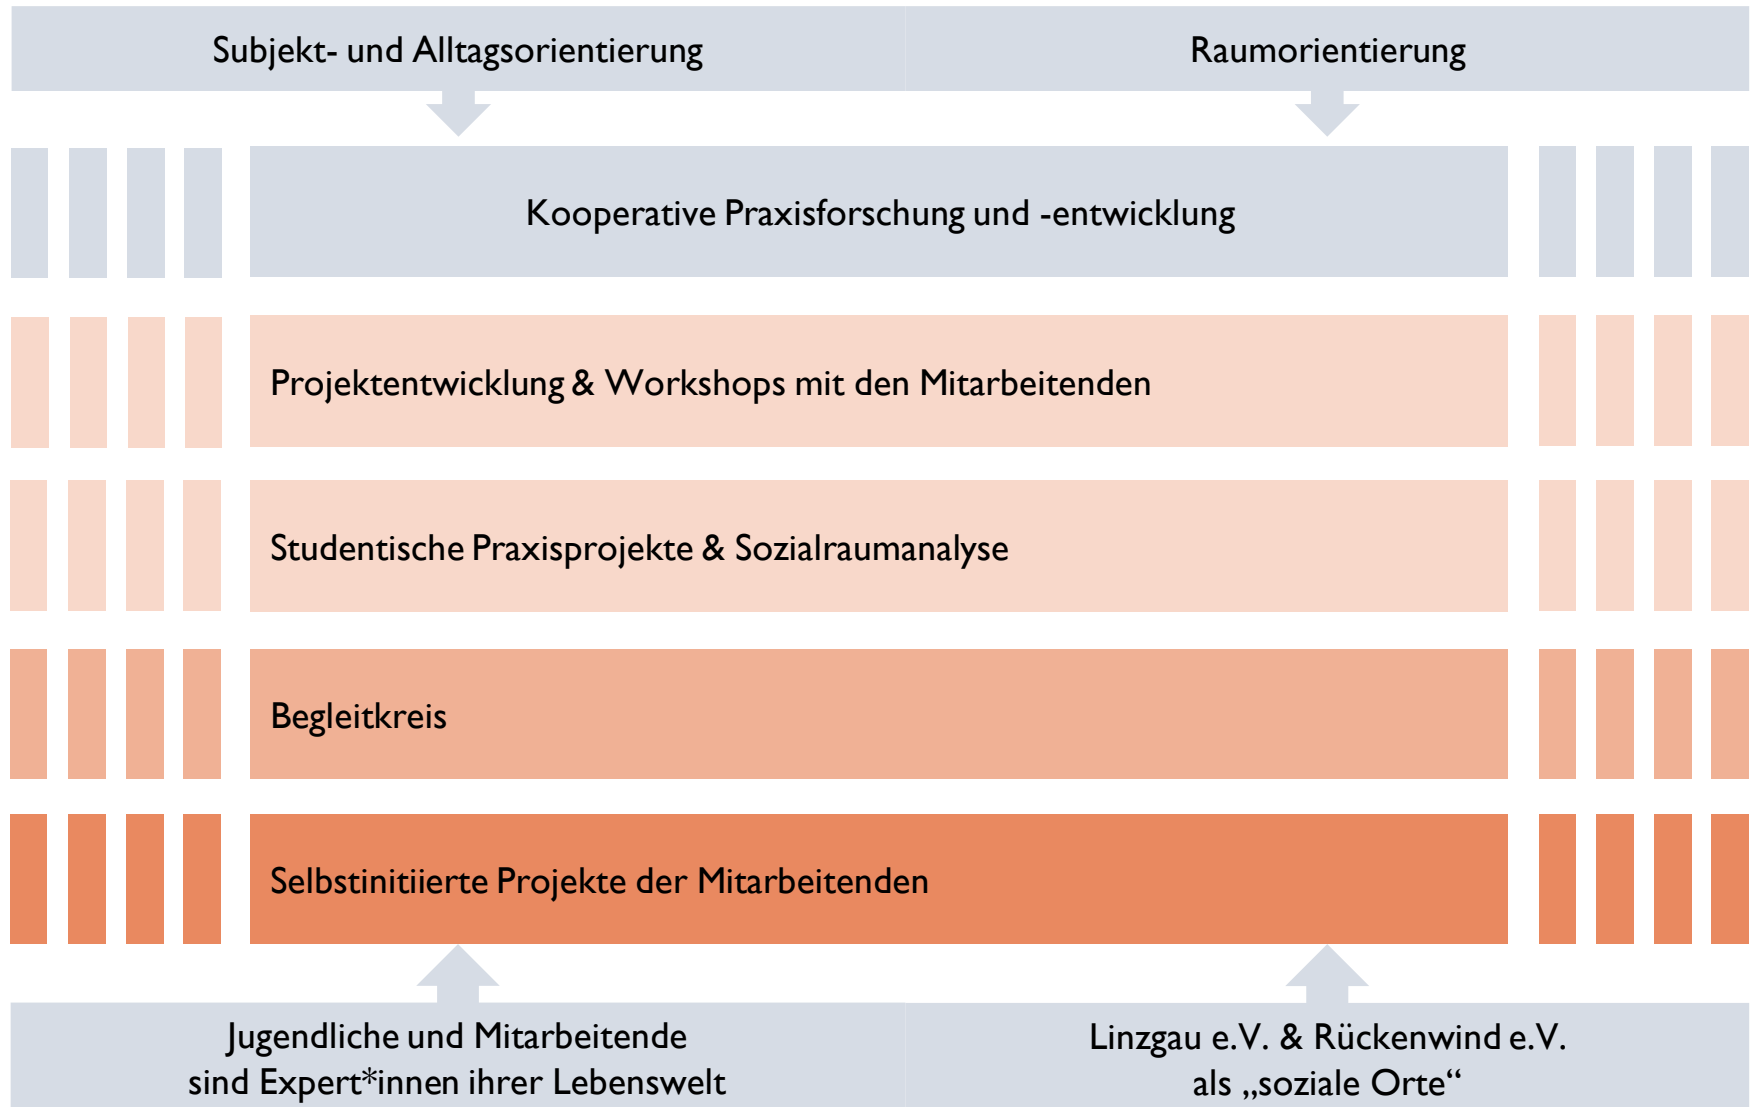 Subjekt- und Alltagsorientierung
Raumorientierung
Kooperative Praxisforschung und -entwicklung
Projektentwicklung & Workshops mit den Mitarbeitenden
Studentische Praxisprojekte & Sozialraumanalyse
Begleitkreis
Selbstinitiierte Projekte der Mitarbeitenden
Jugendliche und Mitarbeitende
sind Expert*innen ihrer Lebenswelt
Linzgau e.V. & Rückenwind e.V.
als „soziale Orte“